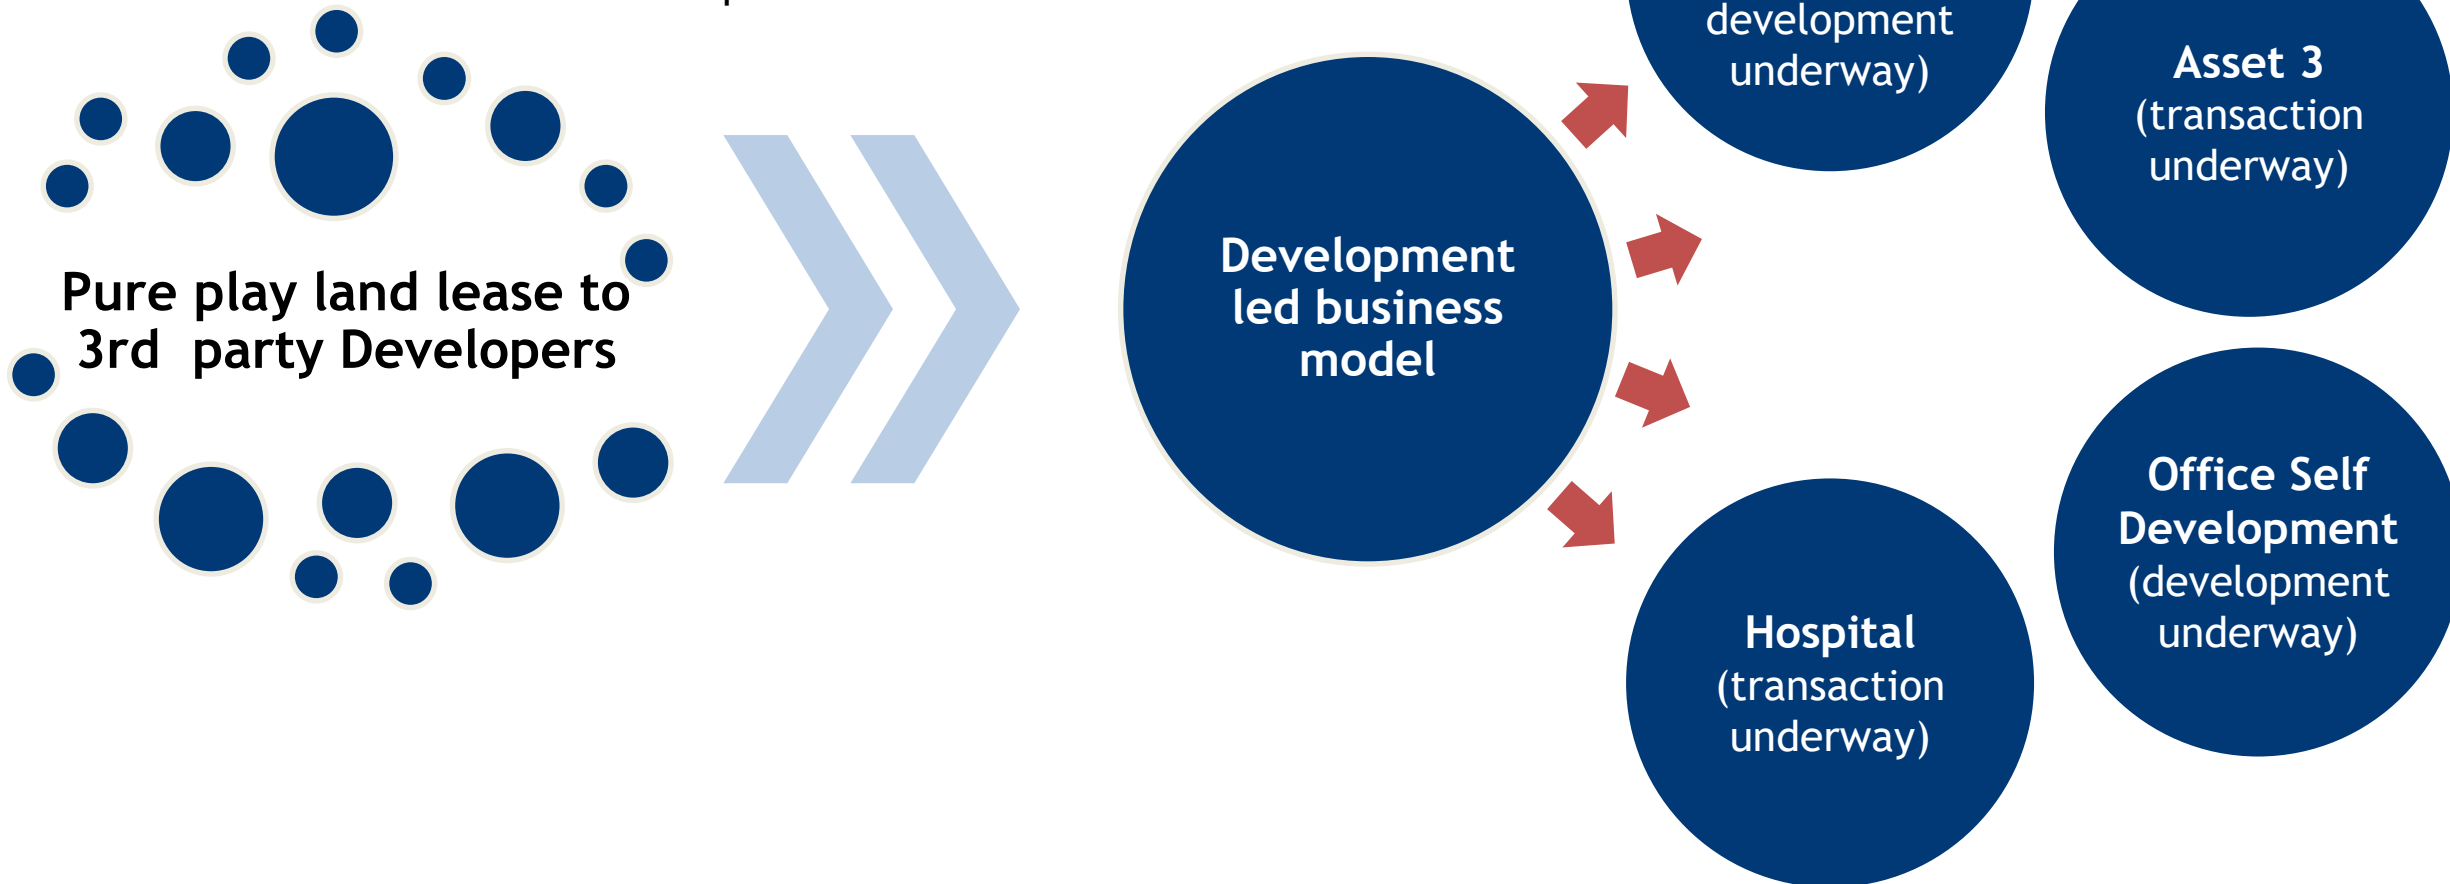 Pure play land lease to
3rd party Developers
Development
led business
model
development
underway)
Asset 3
(transaction
underway)
Office Self
Development
(development
underway)
Hospital
(transaction
underway)